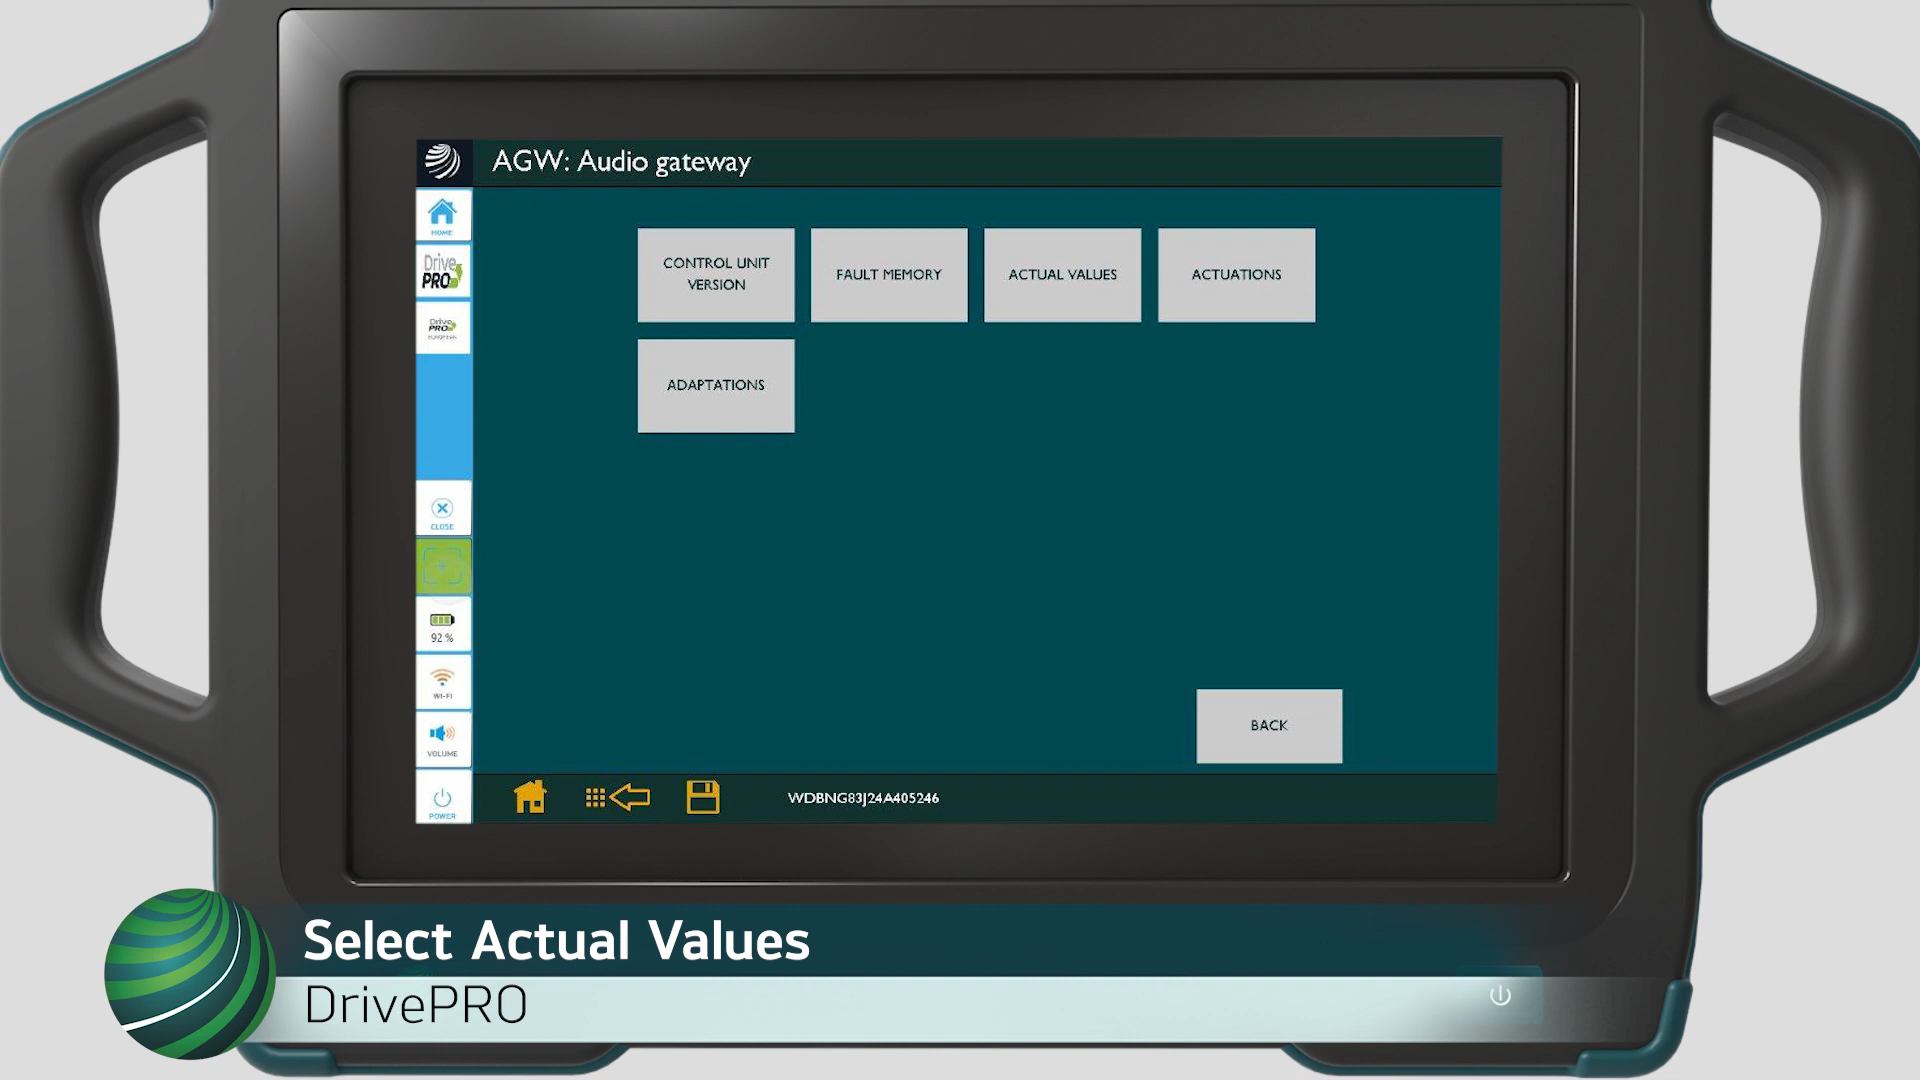 AGW: Audio gateway
HOME
Drive
PRO
Drive
PRO
EUROPEAN
CONTROL UNIT
VERSION
FAULT MEMORY
ACTUAL VALUES
ACTUATIONS
ADAPTATIONS
CLOSE
92 %
WI-FI
VOLUME
POWER
BACK
WDBNG83J24A405246
Select Actual Values
DrivePRO